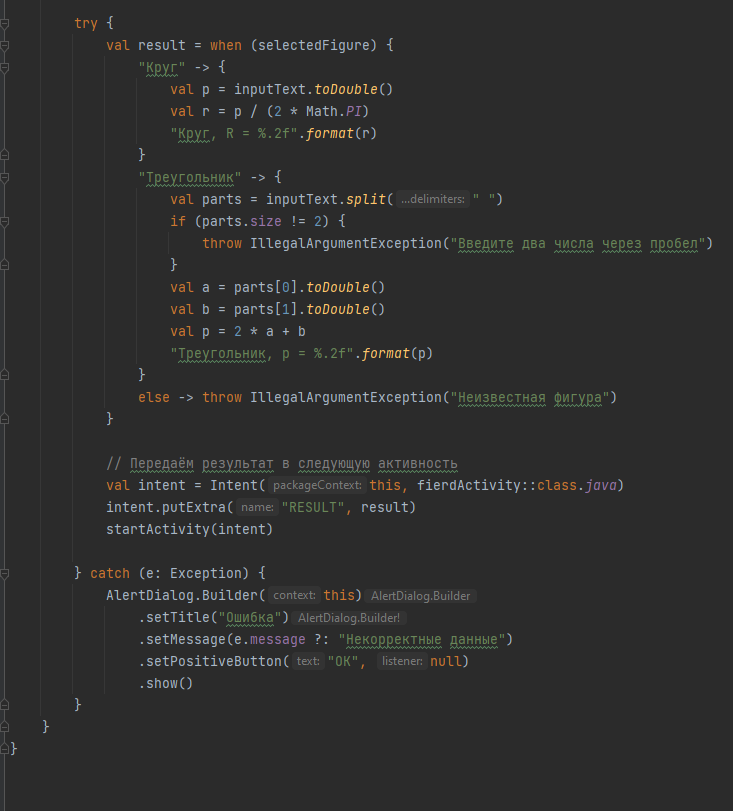 try {
val result = when (selectedFigure) {
"Круг" -> {
val p = inputText.toDouble()
val r = p / (2 * Math.PI)
"Круг, R = %.2f".format(r)
}
"Треугольник" -> {
val parts = inputText.split( ...delimiters: " ")
if (parts.size != 2) {
throw IllegalArgumentException("Введите два числа через пробел")
}
val a = parts[0].toDouble()
val b = parts[1].toDouble()
val p = 2 * a + b
"Треугольник, p = %.2f".format(p)
}
else -> throw IllegalArgumentException("Неизвестная фигура")
}
// Передаём результат в следующую активность
val intent = Intent( packageContext: this, fierdActivity::class.java)
intent.putExtra( name: "RESULT", result)
startActivity(intent)
} catch (e: Exception) {
AlertDialog.Builder( context: this) AlertDialog.Builder
.setTitle("Ошибка") AlertDialog.Builder!
.setMessage(e.message ?: "Некорректные данные")
.setPositiveButton( text: "OK", listener: null)
.show()
}
}
}